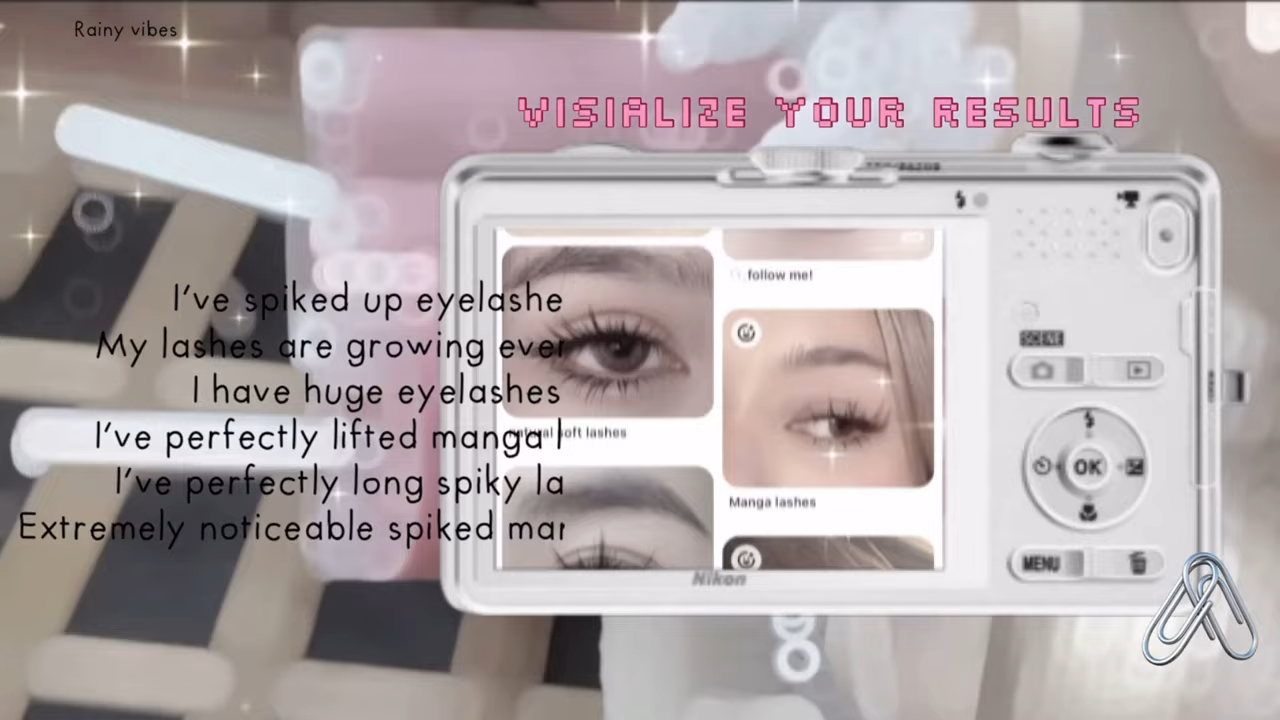 Rainy vibes
VISIALIZE YOUR RESULTS
I've spiked up eyelashe
My lashes are growing ever
I have huge eyelashes
I've perfectly lifted manga l
I've perfectly long spiky la
Extremely noticeable spiked mar
follow me!
natural soft lashes
Manga lashes
SCENE
OK
MENU
Nikon